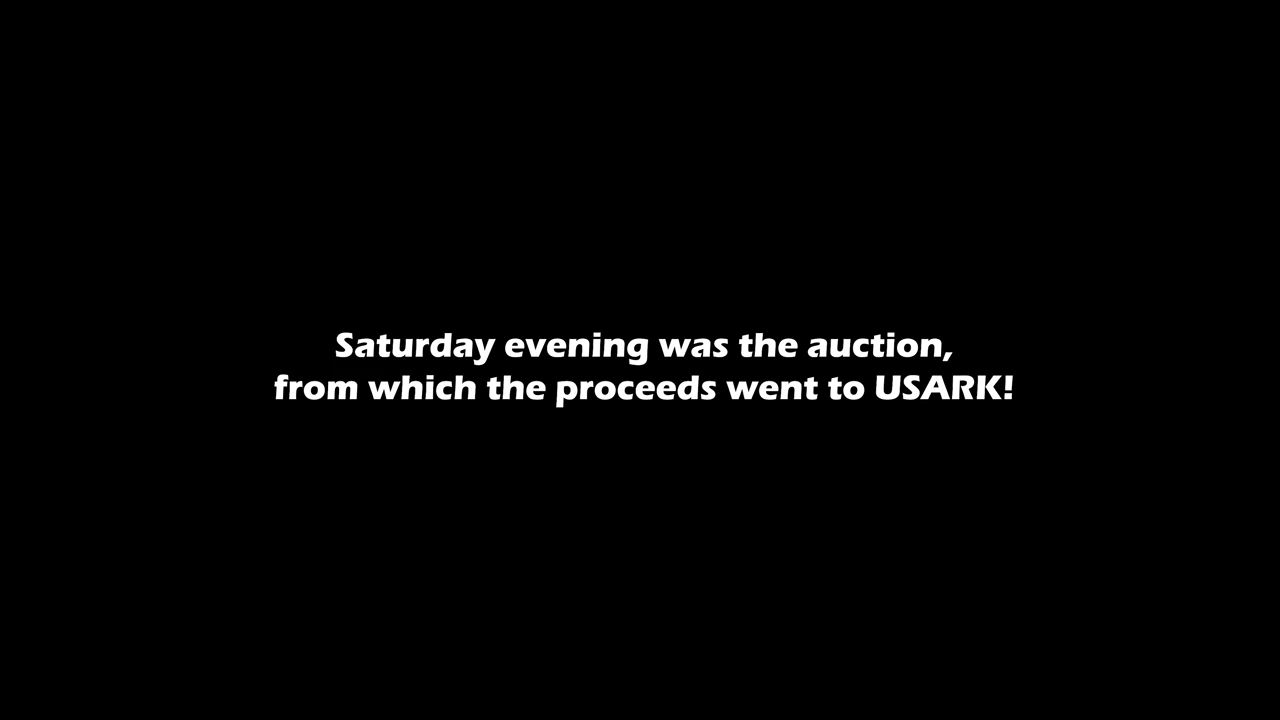 Saturday evening was the auction,
from which the proceeds went to USARK!